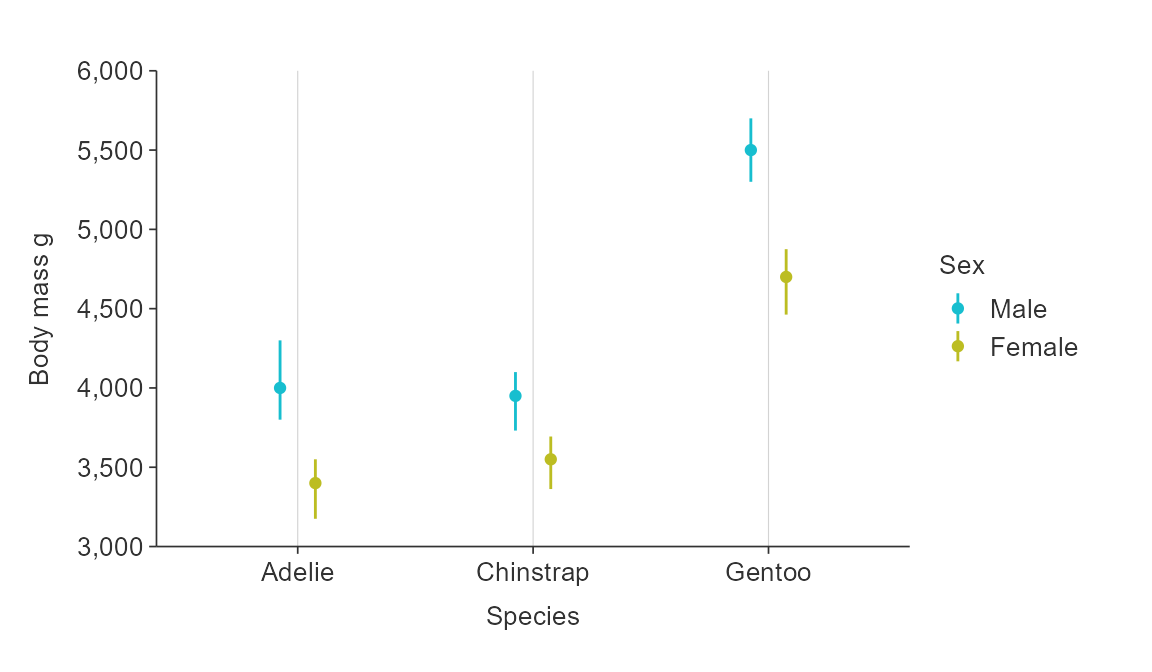 6,000
5,500
5,000
4,500
4,000
3,500
3,000
Body mass g
Adelie
Chinstrap
Gentoo
Species
Sex
Male
Female